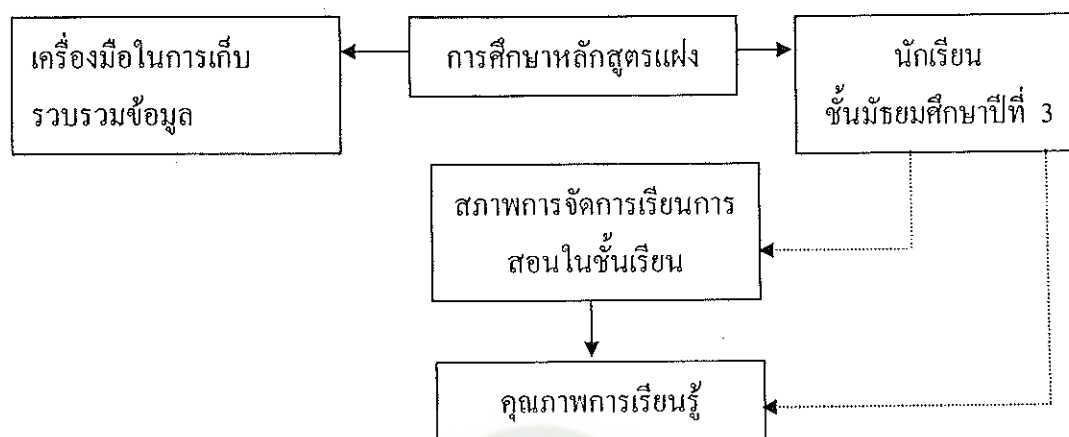 เครื่องมือในการเก็บ
รวบรวมข้อมูล
การศึกษาหลักสูตรแฝง
นักเรียน
ชั้นมัธยมศึกษาปีที่ 3
สภาพการจัดการเรียนการ
สอนในชั้นเรียน
คุณภาพการเรียนรู้